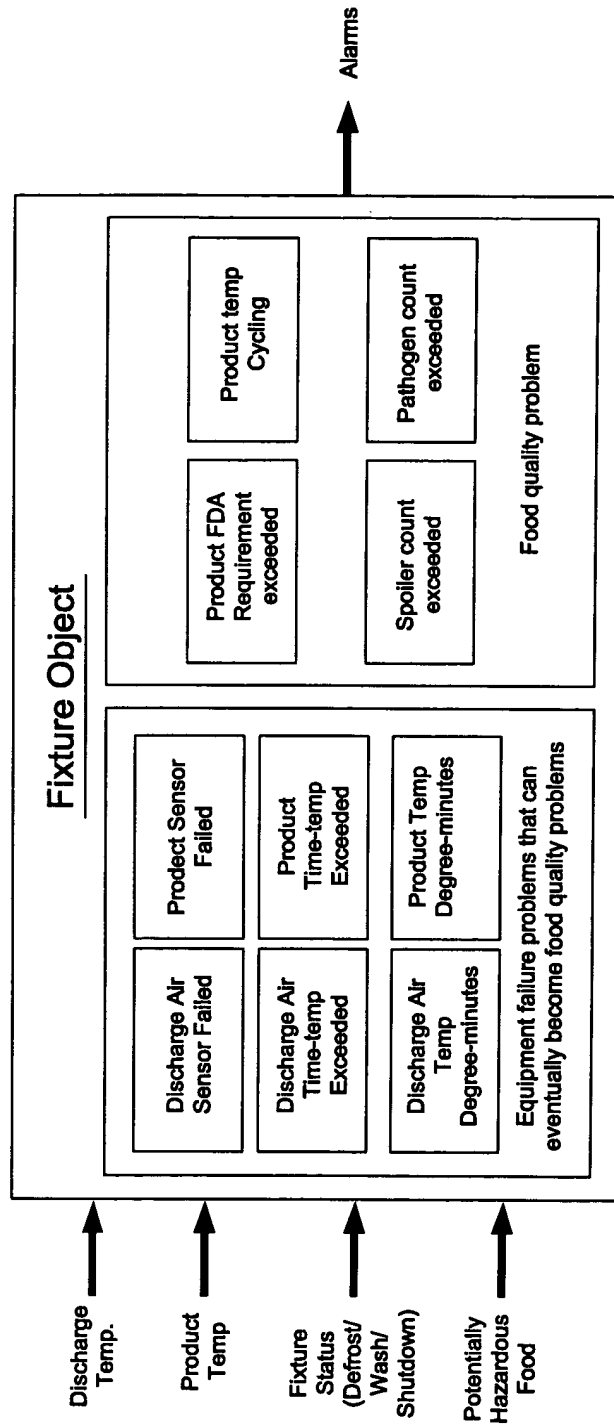 Fixture Object
Discharge
Temp.
Product
Temp
Fixture
Status
(Defrost/
Wash/
Shutdown)
Potentially
Hazardous
Food
Discharge Air
Sensor Failed
Prodect Sensor
Failed
Discharge Air
Time-temp
Exceeded
Product
Time-temp
Exceeded
Discharge Air
Temp
Degree-minutes
Product Temp
Degree-minutes
Equipment failure problems that can
eventually become food quality problems
Product FDA
Requirement
exceeded
Product temp
Cycling
Spoiler count
exceeded
Pathogen count
exceeded
Food quality problem
Alarms